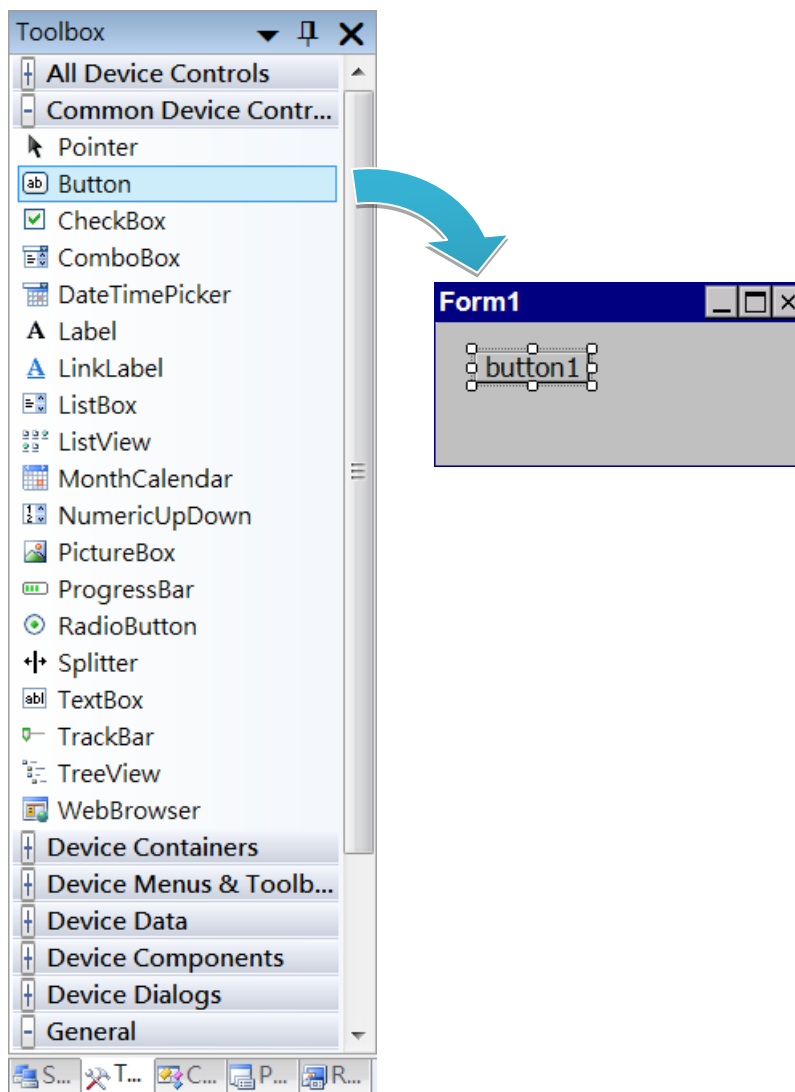 Toolbox
All Device Controls
Common Device Contr...
Pointer
ab Button
CheckBox
ComboBox
DateTimePicker
A Label
A LinkLabel
ListBox
ListView
MonthCalendar
NumericUpDown
PictureBox
ProgressBar
RadioButton
Splitter
abl TextBox
TrackBar
TreeView
WebBrowser
Device Containers
Device Menus & Toolb...
Device Data
Device Components
Device Dialogs
General
S... T... C... P... R...
Form1
button1